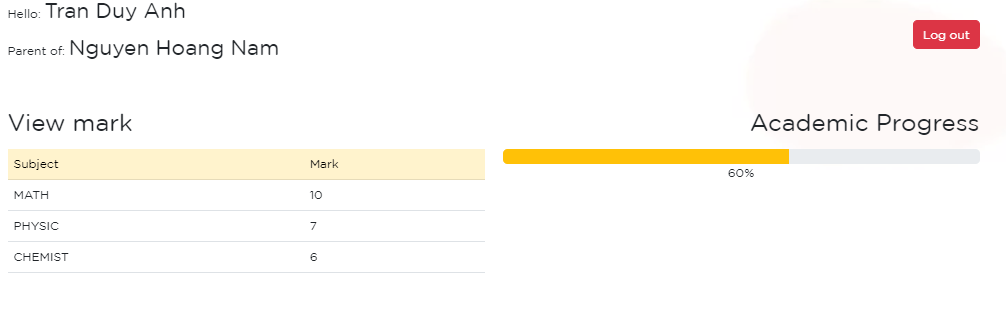 Hello: Tran Duy Anh
Log out
Parent of: Nguyen Hoang Nam
View mark
Academic Progress
Subject Mark
60%
MATH 10
PHYSIC 7
CHEMIST 6